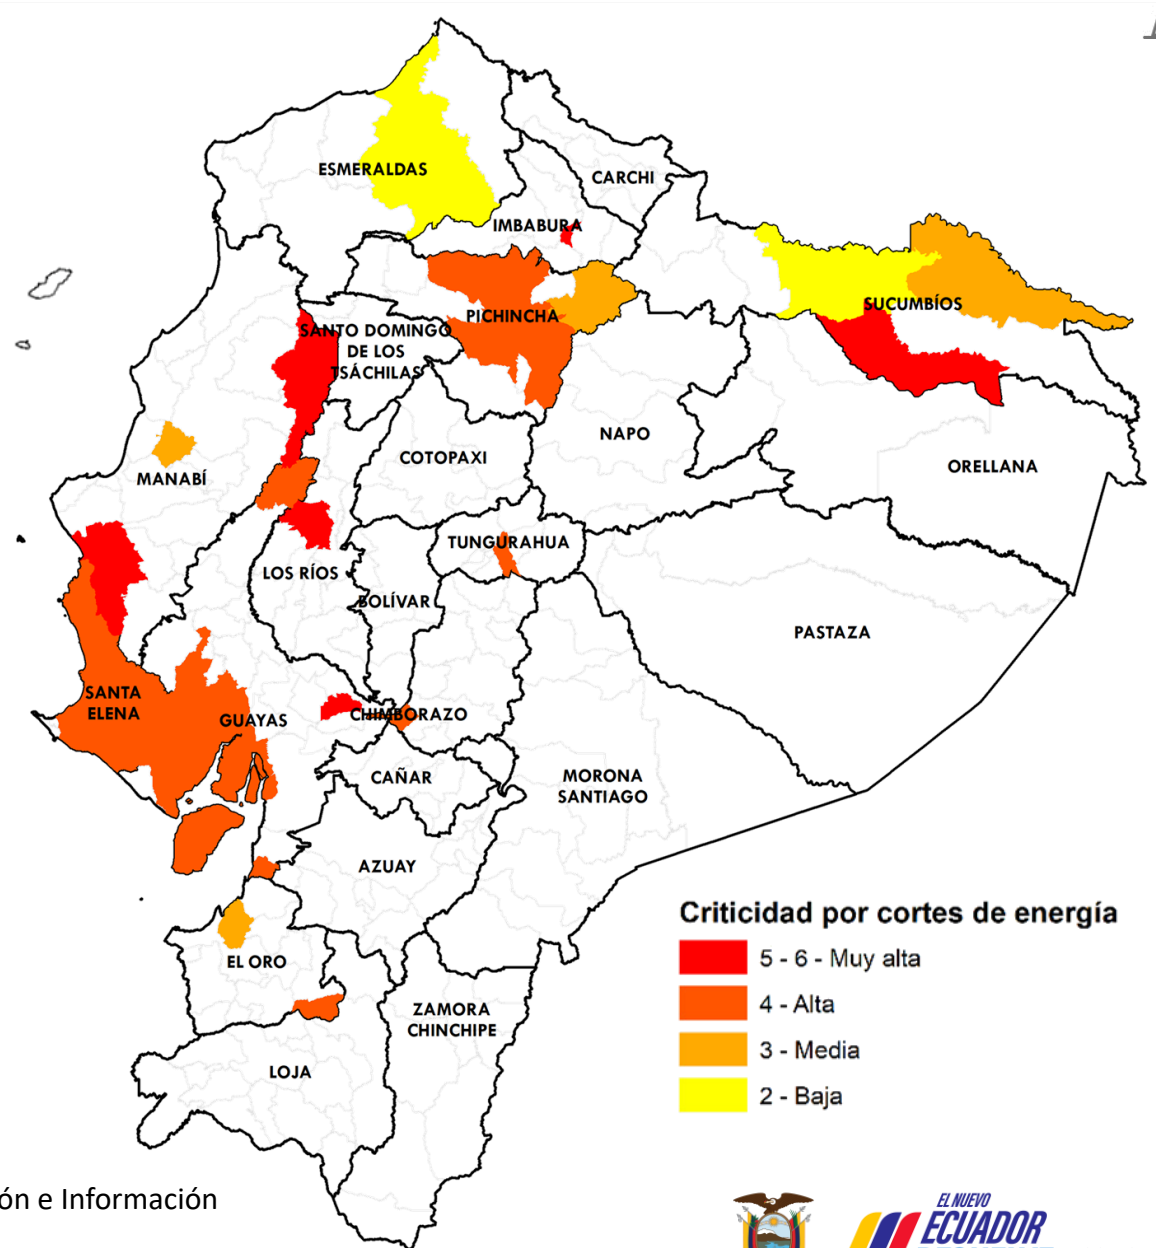 ESMERALDAS
CARCHI
IMBABURA
SUCUMBÍOS
PICHINCHA
SANTO DOMINGO
DE LOS
TSÁCHILAS
NAPO
COTOPAXI
ORELLANA
MANABÍ
TUNGURAHUA
LOS RÍOS
BOLÍVAR
PASTAZA
SANTA
ELENA
GUAYAS
CHIMBORAZO
CAÑAR
MORONA
SANTIAGO
AZUAY
EL ORO
ZAMORA
CHINCHIPE
LOJA
Criticidad por cortes de energía
5 - 6 - Muy alta
4 - Alta
3 - Media
2 - Baja
ón e Información
EL NUEVO
ECUADOR